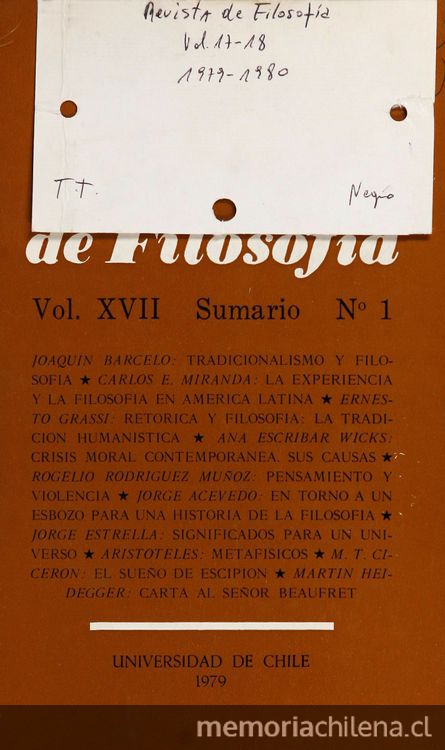 Revista de Filosofía
Vol. 17-18
1979-1980
T.T.
Negro
de Filosofía
Vol. XVII Sumario Nº 1
JOAQUIN BARCELO: TRADICIONALISMO Y FILO-
SOFIA ★ CARLOS E. MIRANDA: LA EXPERIENCIA
Y LA FILOSOFIA EN AMERICA LATINA ★ ERNES-
TO GRASSI: RETORICA Y FILOSOFIA: LA TRADI-
CION HUMANISTICA ★ ANA ESCRIBAR WICKS:
CRISIS MORAL CONTEMPORANEA. SUS CAUSAS ★
ROGELIO RODRIGUEZ MUÑOZ: PENSAMIENTO Y
VIOLENCIA ★ JORGE ACEVEDO: EN TORNO A UN
ESBOZO PARA UNA HISTORIA DE LA FILOSOFIA ★
JORGE ESTRELLA: SIGNIFICADOS PARA UN UNI-
VERSO ★ ARISTOTELES: METAFISICOS ★ M. T. CI-
CERON: EL SUEÑO DE ESCIPION ★ MARTIN HEI-
DEGGER: CARTA AL SEÑOR BEAUFRET
UNIVERSIDAD DE CHILE
1979
memoriachilena.cl